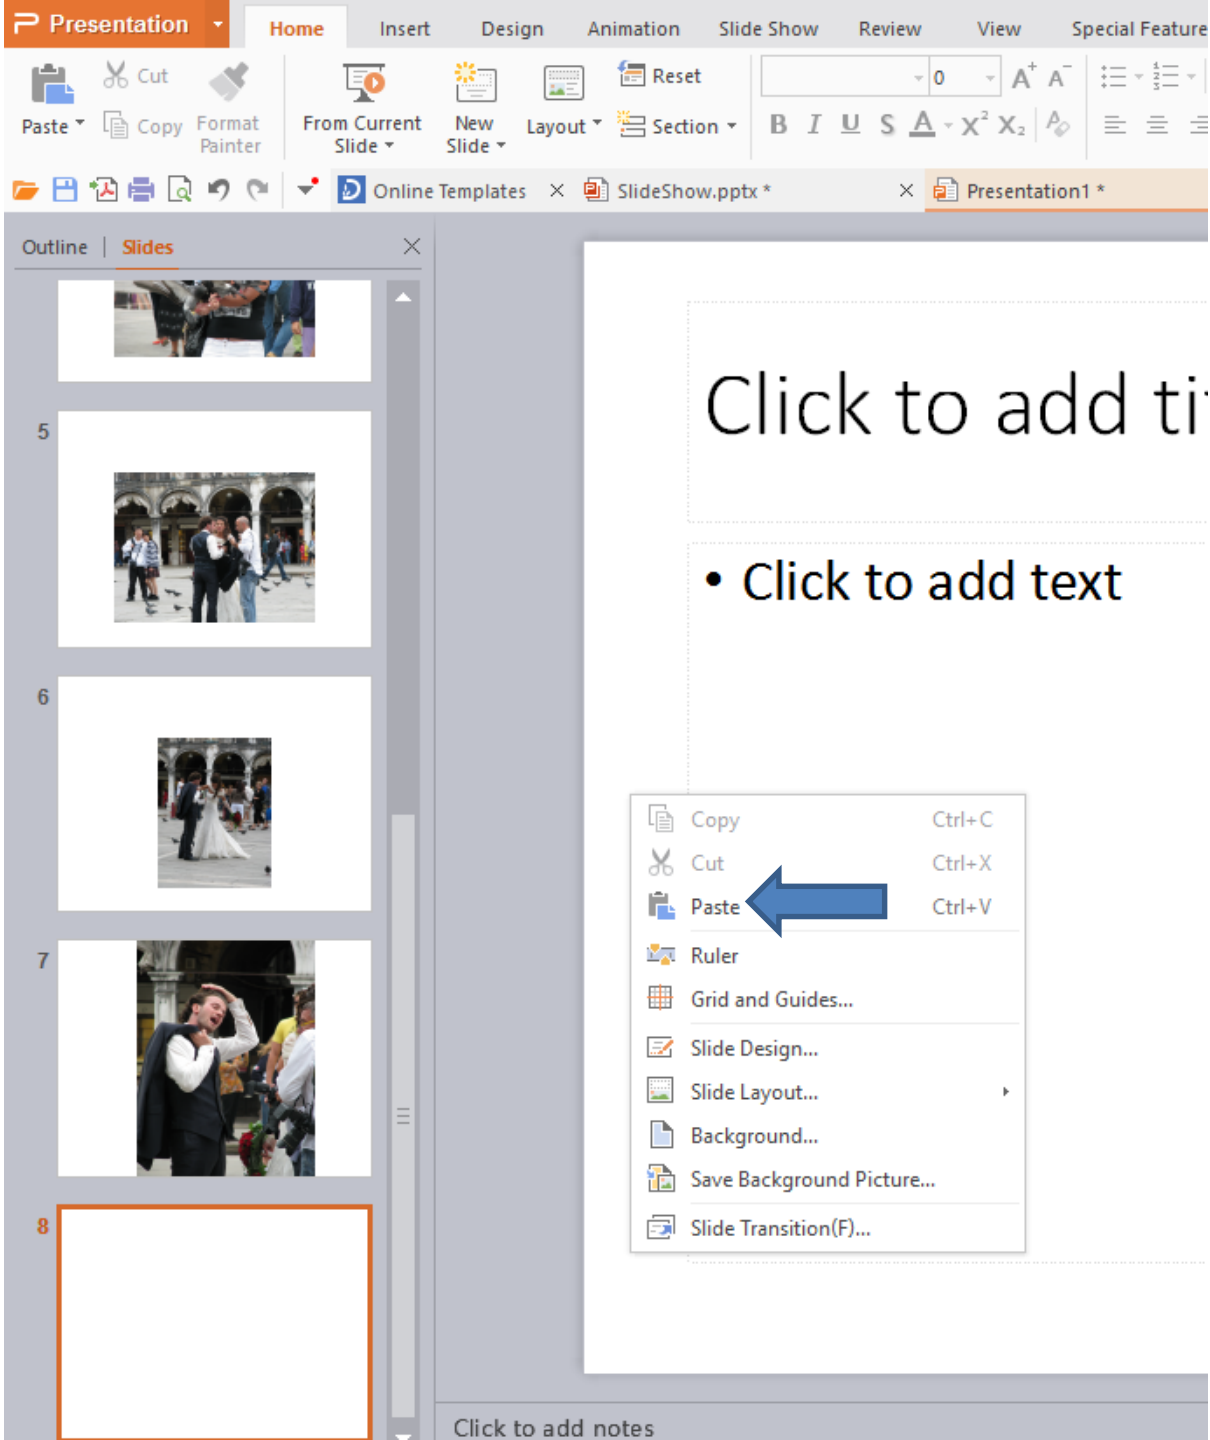 Presentation
Home Insert Design Animation Slide Show Review View Special Feature
Cut
Paste Copy Format Painter
From Current Slide
New Slide
Layout
Reset
Section
0 A+ A-
B I U S A X² X₂
Online Templates SlideShow.pptx * Presentation1 *
Outline | Slides
5
6
7
8
Click to add ti
• Click to add text
Copy Ctrl+C
Cut Ctrl+X
Paste Ctrl+V
Ruler
Grid and Guides...
Slide Design...
Slide Layout...
Background...
Save Background Picture...
Slide Transition(F)...
Click to add notes